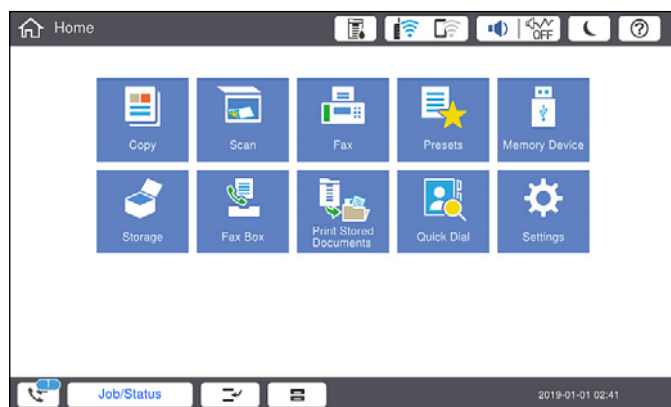 Home
OFF
Copy
Scan
Fax
Presets
Memory Device
Storage
Fax Box
Print Stored
Documents
Quick Dial
Settings
1
Job/Status
2019-01-01 02:41